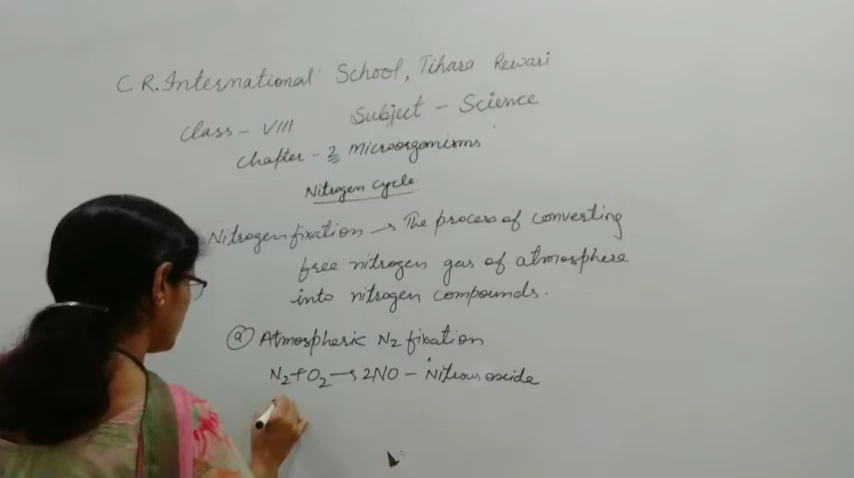 C.R. International School, Tihara Rewari
Class - VIII Subject - Science
Chapter - 2 Microorganisms
Nitrogen cycle
Nitrogen fixation → The process of converting
free nitrogen gas of atmosphere
into nitrogen compounds.
(a) Atmospheric N₂ fixation
N₂ + O₂ → 2NO - Nitrous oxide